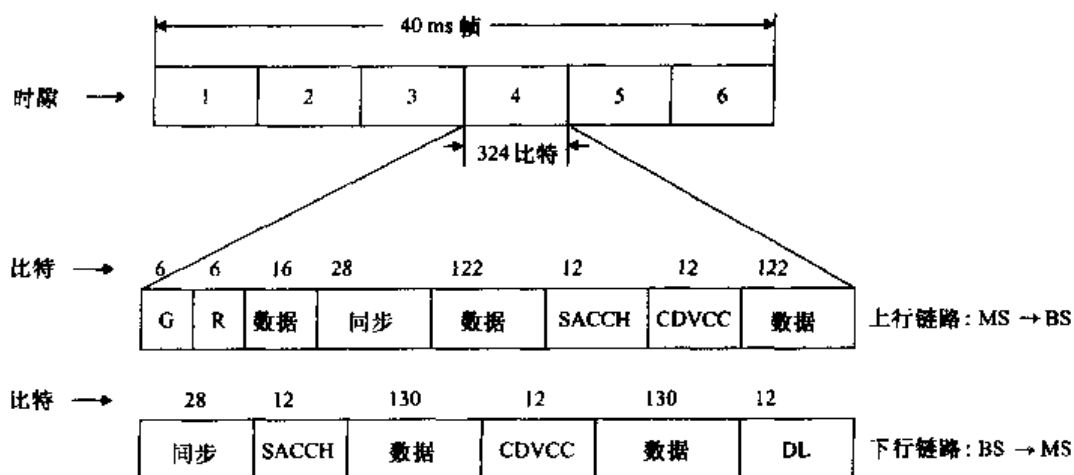 40 ms 帧
时隙 → 1 2 3 4 5 6
324 比特
比特 → 6 6 16 28 122 12 12 122
G R 数据 同步 数据 SACCH CDVCC 数据 上行链路: MS → BS
比特 → 28 12 130 12 130 12
同步 SACCH 数据 CDVCC 数据 DL 下行链路: BS → MS